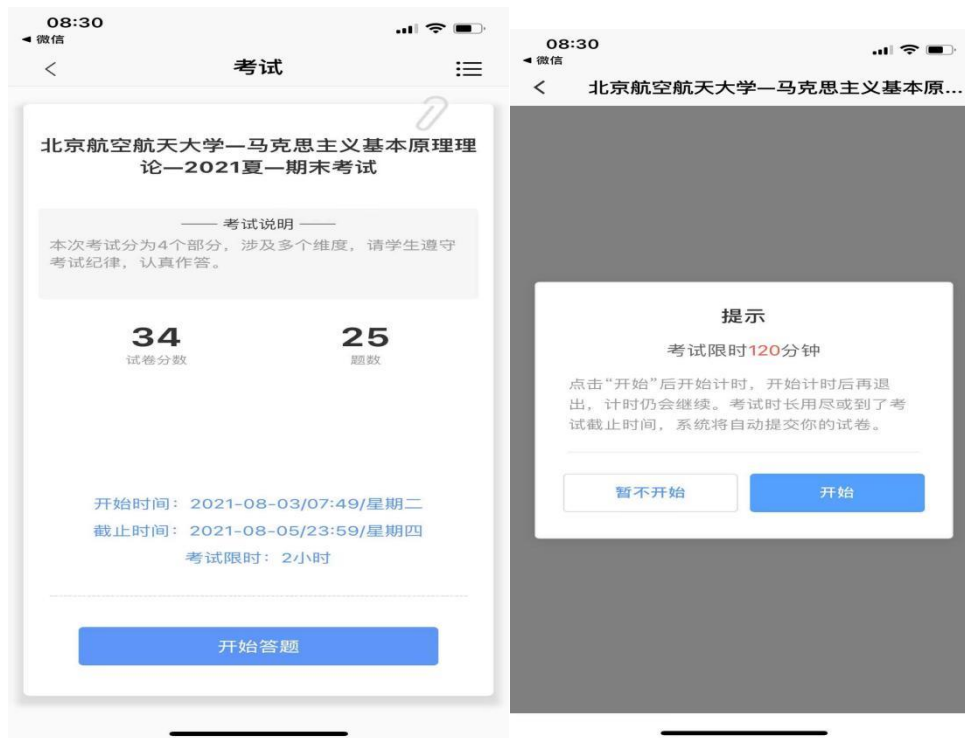 08:30
◀ 微信
考试
北京航空航天大学—马克思主义基本原理理
论—2021夏—期末考试
—— 考试说明 ——
本次考试分为4个部分，涉及多个维度，请学生遵守
考试纪律，认真作答。
34
试卷分数
25
题数
开始时间：2021-08-03/07:49/星期二
截止时间：2021-08-05/23:59/星期四
考试限时：2小时
开始答题
08:30
◀ 微信
北京航空航天大学—马克思主义基本原...
提示
考试限时120分钟
点击“开始”后开始计时，开始计时后再退
出，计时仍会继续。考试时长用尽或到了考
试截止时间，系统将自动提交你的试卷。
暂不开始
开始